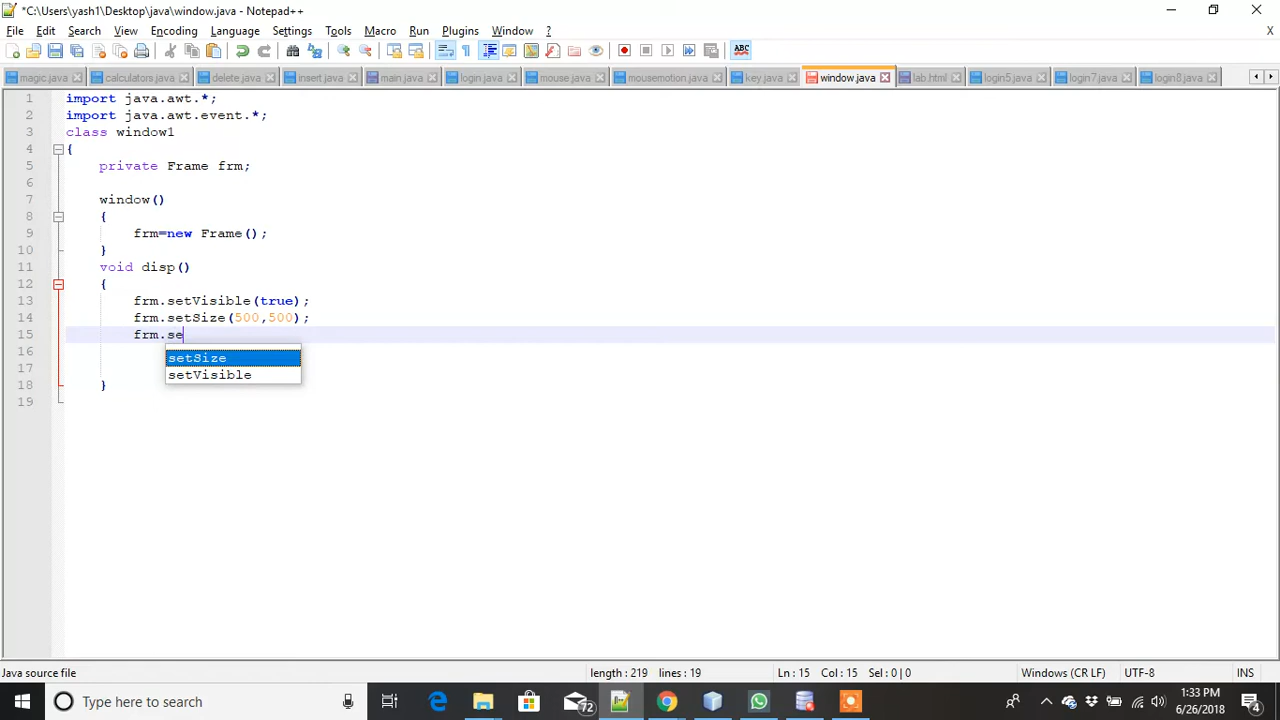 *C:\Users\yash1\Desktop\java\window.java - Notepad++
File Edit Search View Encoding Language Settings Tools Macro Run Plugins Window ?
X
magic.java calculators.java delete.java insert.java main.java login.java mouse.java mousemotion.java key.java window.java lab.html login5.java login7.java login8.java
1 import java.awt.*;
2 import java.awt.event.*;
3 class window1
4 {
5 private Frame frm;
6
7 window()
8 {
9 frm=new Frame();
10 }
11 void disp()
12 {
13 frm.setVisible(true);
14 frm.setSize(500,500);
15 frm.se
16 setSize
17 setVisible
18 }
19
Java source file length : 219 lines : 19 Ln : 15 Col : 15 Sel : 0 | 0 Windows (CR LF) UTF-8 INS
Type here to search 72 1:33 PM
6/26/2018 4